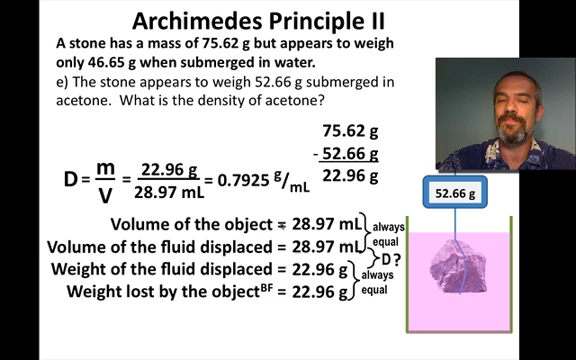 Archimedes Principle II
A stone has a mass of 75.62 g but appears to weigh
only 46.65 g when submerged in water.
e) The stone appears to weigh 52.66 g submerged in
acetone. What is the density of acetone?
75.62 g
- 52.66 g
22.96 g
D = m/V = 22.96 g/28.97 mL = 0.7925 g/mL
52.66 g
Volume of the object = 28.97 mL
Volume of the fluid displaced = 28.97 mL
always
equal
D?
Weight of the fluid displaced = 22.96 g
Weight lost by the object BF = 22.96 g
always
equal